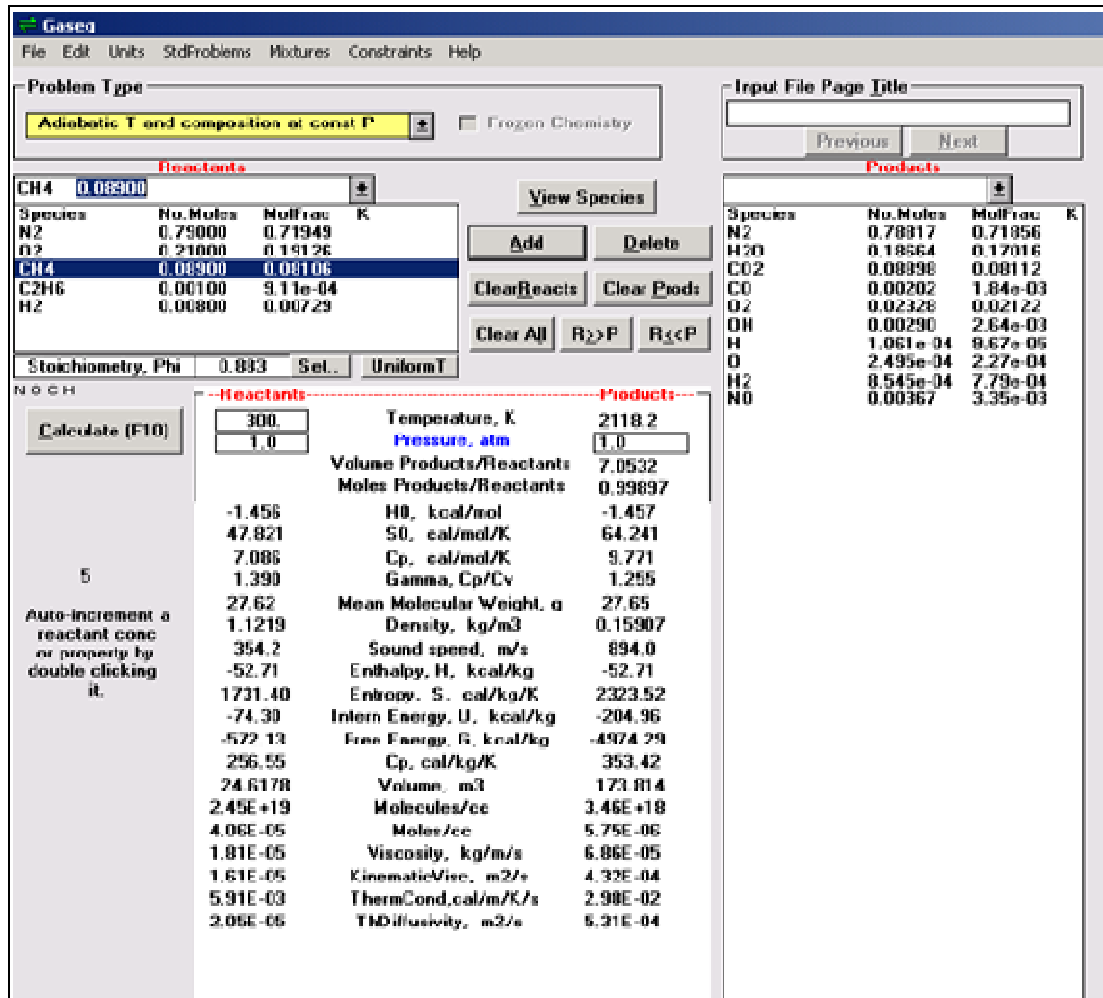 Gaseq
File Edit Units StdProblems Mixtures Constraints Help
Problem Type
Input File Page Title
Adiabatic T and composition at const P
Frozen Chemistry
Previous Next
Reactants
Products
CH4 0.08900
View Species
Species No.Moles MolFrac K
N2 0.79000 0.71949
O2 0.21000 0.19126
CH4 0.08900 0.08106
C2H6 0.00100 9.11e-04
H2 0.00800 0.00729
Add Delete
ClearReacts Clear Prods
Clear All R>>P R<<P
Species No.Moles MolFrac K
N2 0.78817 0.71856
H2O 0.18664 0.17016
CO2 0.08898 0.08112
CO 0.00202 1.84e-03
O2 0.02328 0.02122
OH 0.00290 2.64e-03
H 1.061e-04 9.67e-05
O 2.495e-04 2.27e-04
H2 8.545e-04 7.79e-04
NO 0.00367 3.35e-03
Stoichiometry, Phi 0.883 Set.. UniformT
N O C H
Calculate (F10)
--Reactants-- --Products--
300. Temperature, K 2118.2
1.0 Pressure, atm 1.0
Volume Products/Reactants 7.0532
Moles Products/Reactants 0.99897
-1.456 H0, kcal/mol -1.457
47.821 S0, cal/mol/K 64.241
7.086 Cp, cal/mol/K 9.771
1.390 Gamma, Cp/Cv 1.255
27.62 Mean Molecular Weight, g 27.65
1.1219 Density, kg/m3 0.15907
354.2 Sound speed, m/s 894.0
-52.71 Enthalpy, H, kcal/kg -52.71
1731.40 Entropy, S, cal/kg/K 2323.52
-74.30 Intern Energy, U, kcal/kg -204.96
-572.13 Free Energy, G, kcal/kg -4974.29
256.55 Cp, cal/kg/K 353.42
24.6178 Volume, m3 173.814
2.45E+19 Molecules/cc 3.46E+18
4.06E-05 Moles/cc 5.75E-06
1.81E-05 Viscosity, kg/m/s 6.86E-05
1.61E-05 KinematicVisc, m2/s 4.32E-04
5.91E-03 ThermCond,cal/m/K/s 2.98E-02
2.05E-05 ThDiffusivity, m2/s 5.31E-04
5
Auto-increment a
reactant conc
or property by
double clicking
it.